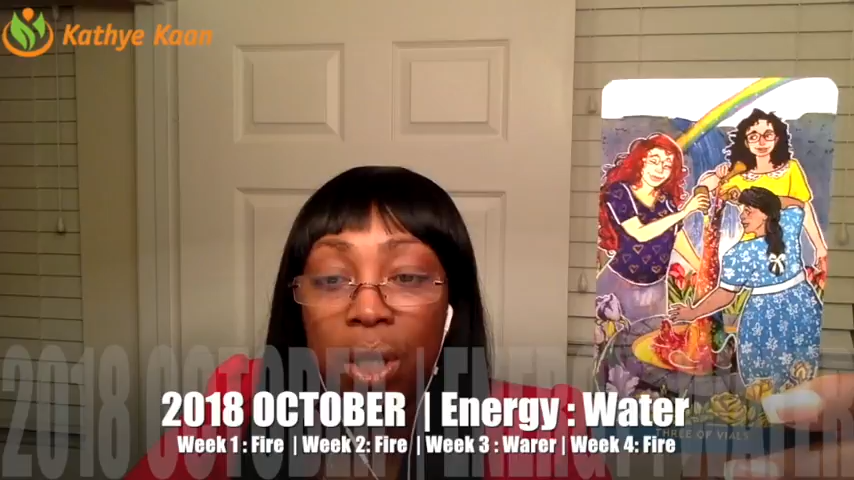 Kathye Kaan
2018 OCTOBER | Energy : Water
2018 OCTOBER | ENERGY : WATER
Week 1 : Fire | Week 2: Fire | Week 3 : Warer | Week 4: Fire
THREE OF VIALS